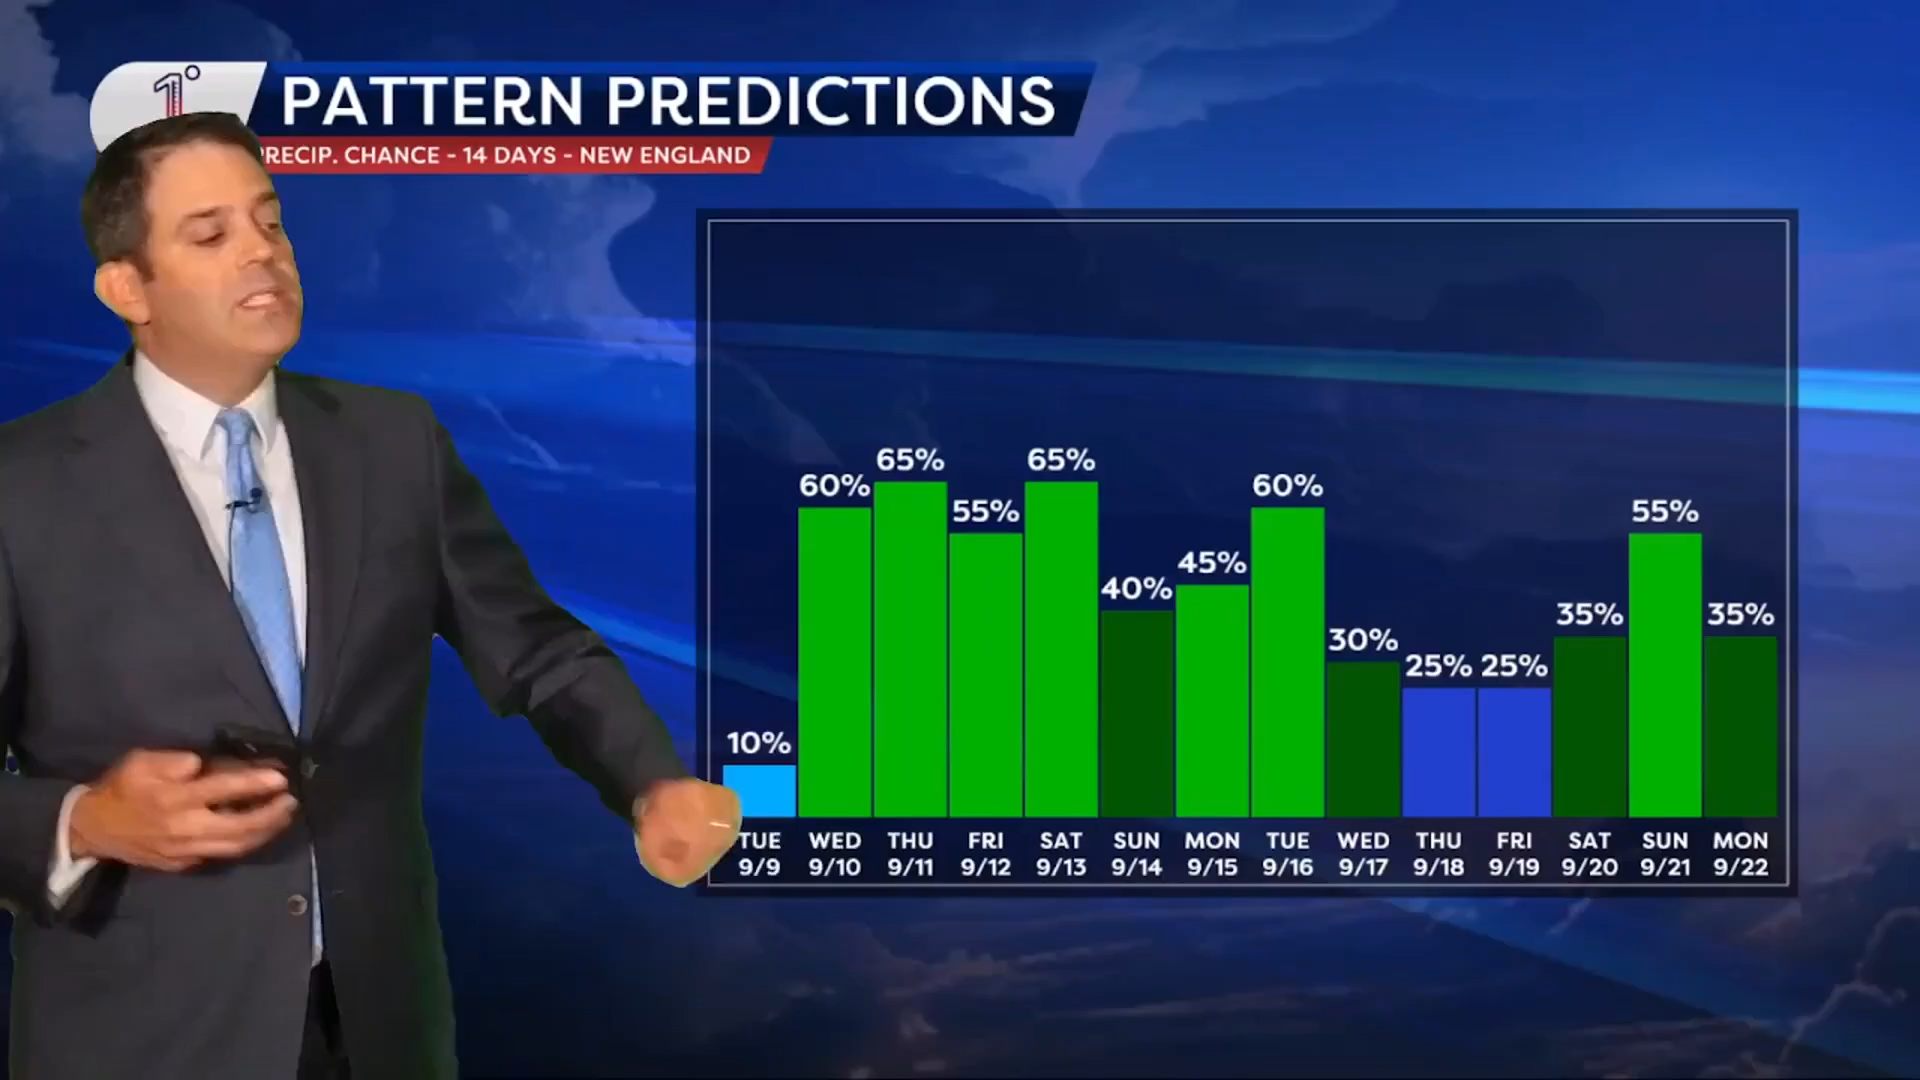 1°
PATTERN PREDICTIONS
PRECIP. CHANCE - 14 DAYS - NEW ENGLAND
10% 60% 65% 55% 65% 40% 45% 60% 30% 25% 25% 35% 55% 35%
TUE WED THU FRI SAT SUN MON TUE WED THU FRI SAT SUN MON
9/9 9/10 9/11 9/12 9/13 9/14 9/15 9/16 9/17 9/18 9/19 9/20 9/21 9/22